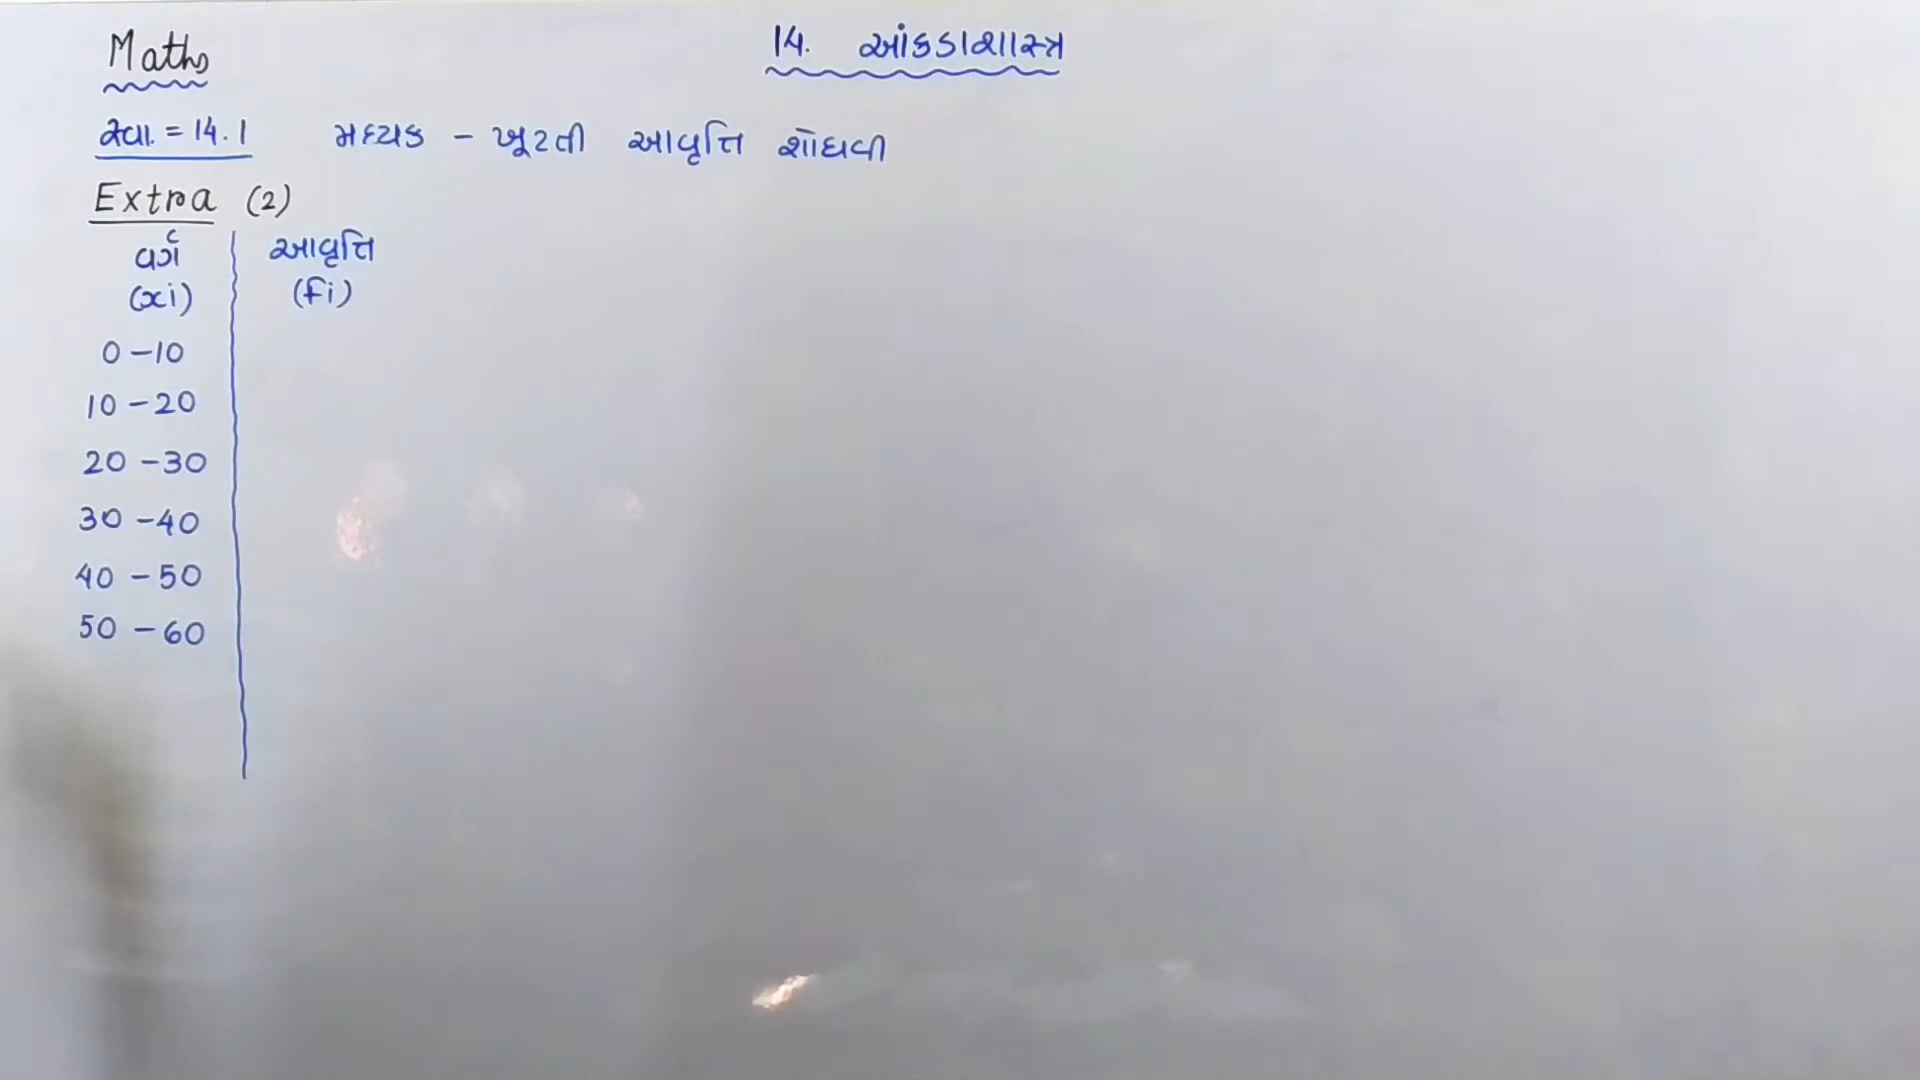 Maths
14. આંકડાશાસ્ત્ર
સ્વા. = 14.1 મધ્યક - ખૂટતી આવૃત્તિ શોધવી
Extra (2)
વર્ગ આવૃત્તિ
(xi) (fi)
0-10
10-20
20-30
30-40
40-50
50-60